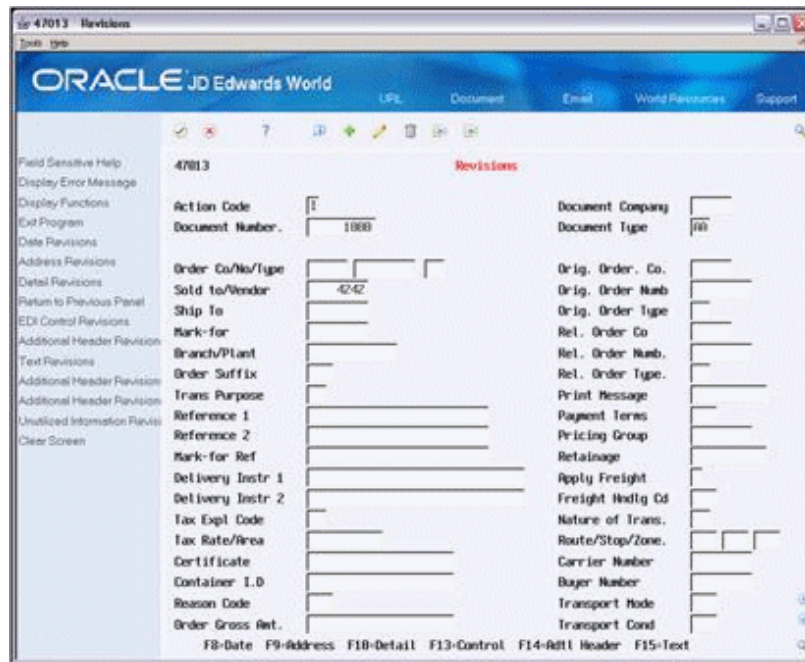 47013 Revisions
Tools Help
ORACLE JD Edwards World
URL Document Email World Resources Support
?
Field Sensitive Help
Display Error Message
Display Functions
Exit Program
Date Revisions
Address Revisions
Detail Revisions
Return to Previous Panel
EDI Control Revisions
Additional Header Revision
Text Revisions
Additional Header Revision
Additional Header Revision
Unutilized Information Revisi
Clear Screen
47013 Revisions
Action Code I Document Company
Document Number. 1000 Document Type AA
Order Co/No/Type Orig. Order. Co.
Sold to/Vendor 4242 Orig. Order Numb
Ship To Orig. Order Type
Mark-for Rel. Order Co
Branch/Plant Rel. Order Numb.
Order Suffix Rel. Order Type.
Trans Purpose Print Message
Reference 1 Payment Terms
Reference 2 Pricing Group
Mark-for Ref Retainage
Delivery Instr 1 Apply Freight
Delivery Instr 2 Freight Hndlg Cd
Tax Expl Code Nature of Trans.
Tax Rate/Area Route/Stop/Zone.
Certificate Carrier Number
Container I.D Buyer Number
Reason Code Transport Mode
Order Gross Amt. Transport Cond
F8=Date F9=Address F10=Detail F13=Control F14=Adtl Header F15=Text